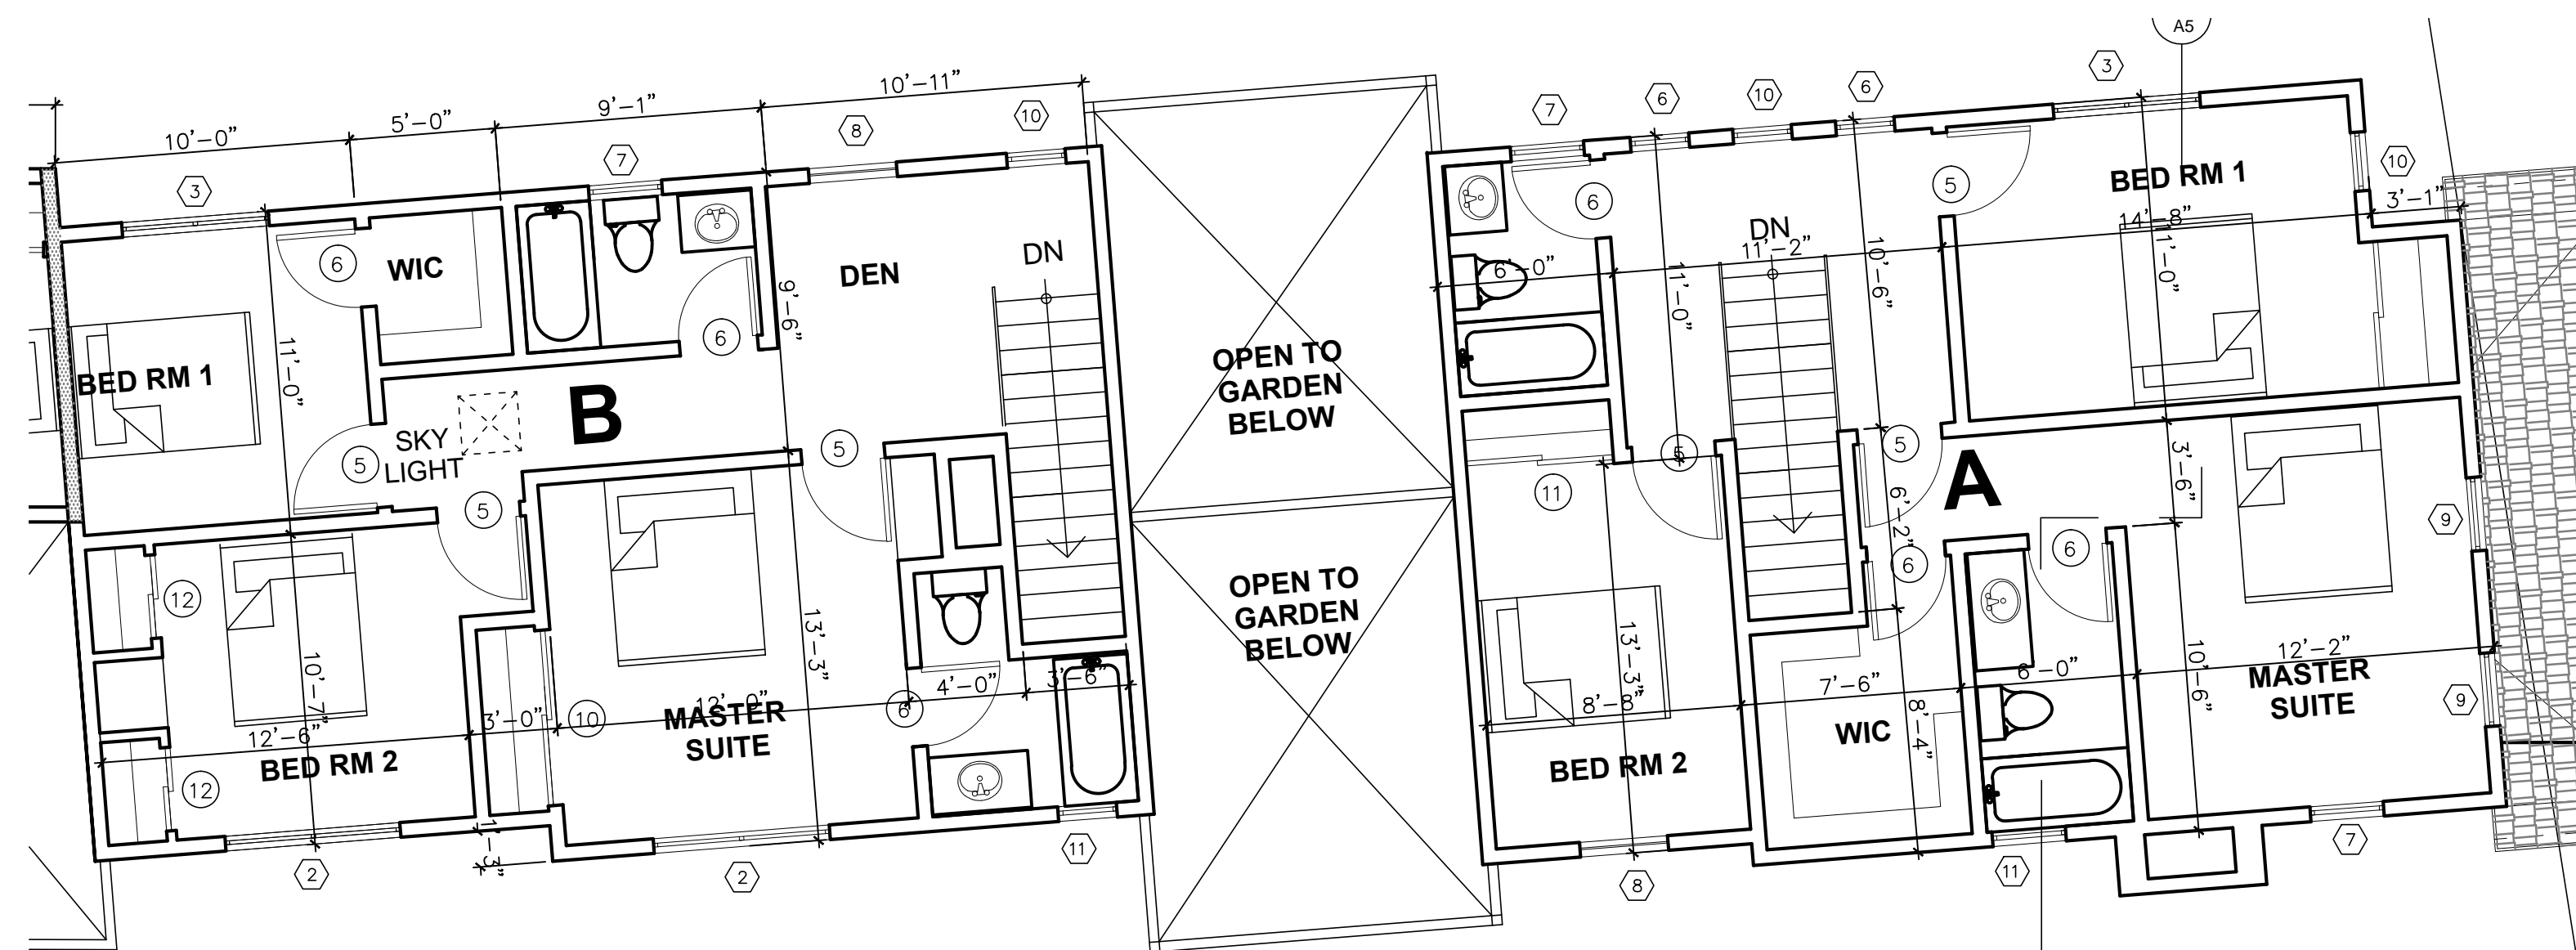 A5
10'-0"
5'-0"
9'-1"
10'-11"
3
7
8
10
7
6
10
6
3
10
6
WIC
6
DEN
DN
9'-6"
BED RM 1
11'-0"
SKY
LIGHT
B
5
5
5
12
12
10'-7"
12'-6"
BED RM 2
3'-0"
10
13'-3"
12'-0"
MASTER
SUITE
6
4'-0"
3'-6"
1'-3"
2
2
11
OPEN TO
GARDEN
BELOW
OPEN TO
GARDEN
BELOW
6
6'-0"
11'-0"
DN
11'-2"
10'-6"
5
BED RM 1
14'-8"
11'-0"
3'-1"
11
5
5
A
3'-6"
6'-2"
6
6
9
9
13'-3"
8'-8"
BED RM 2
7'-6"
WIC
8'-4"
6'-0"
10'-6"
12'-2"
MASTER
SUITE
8
11
7